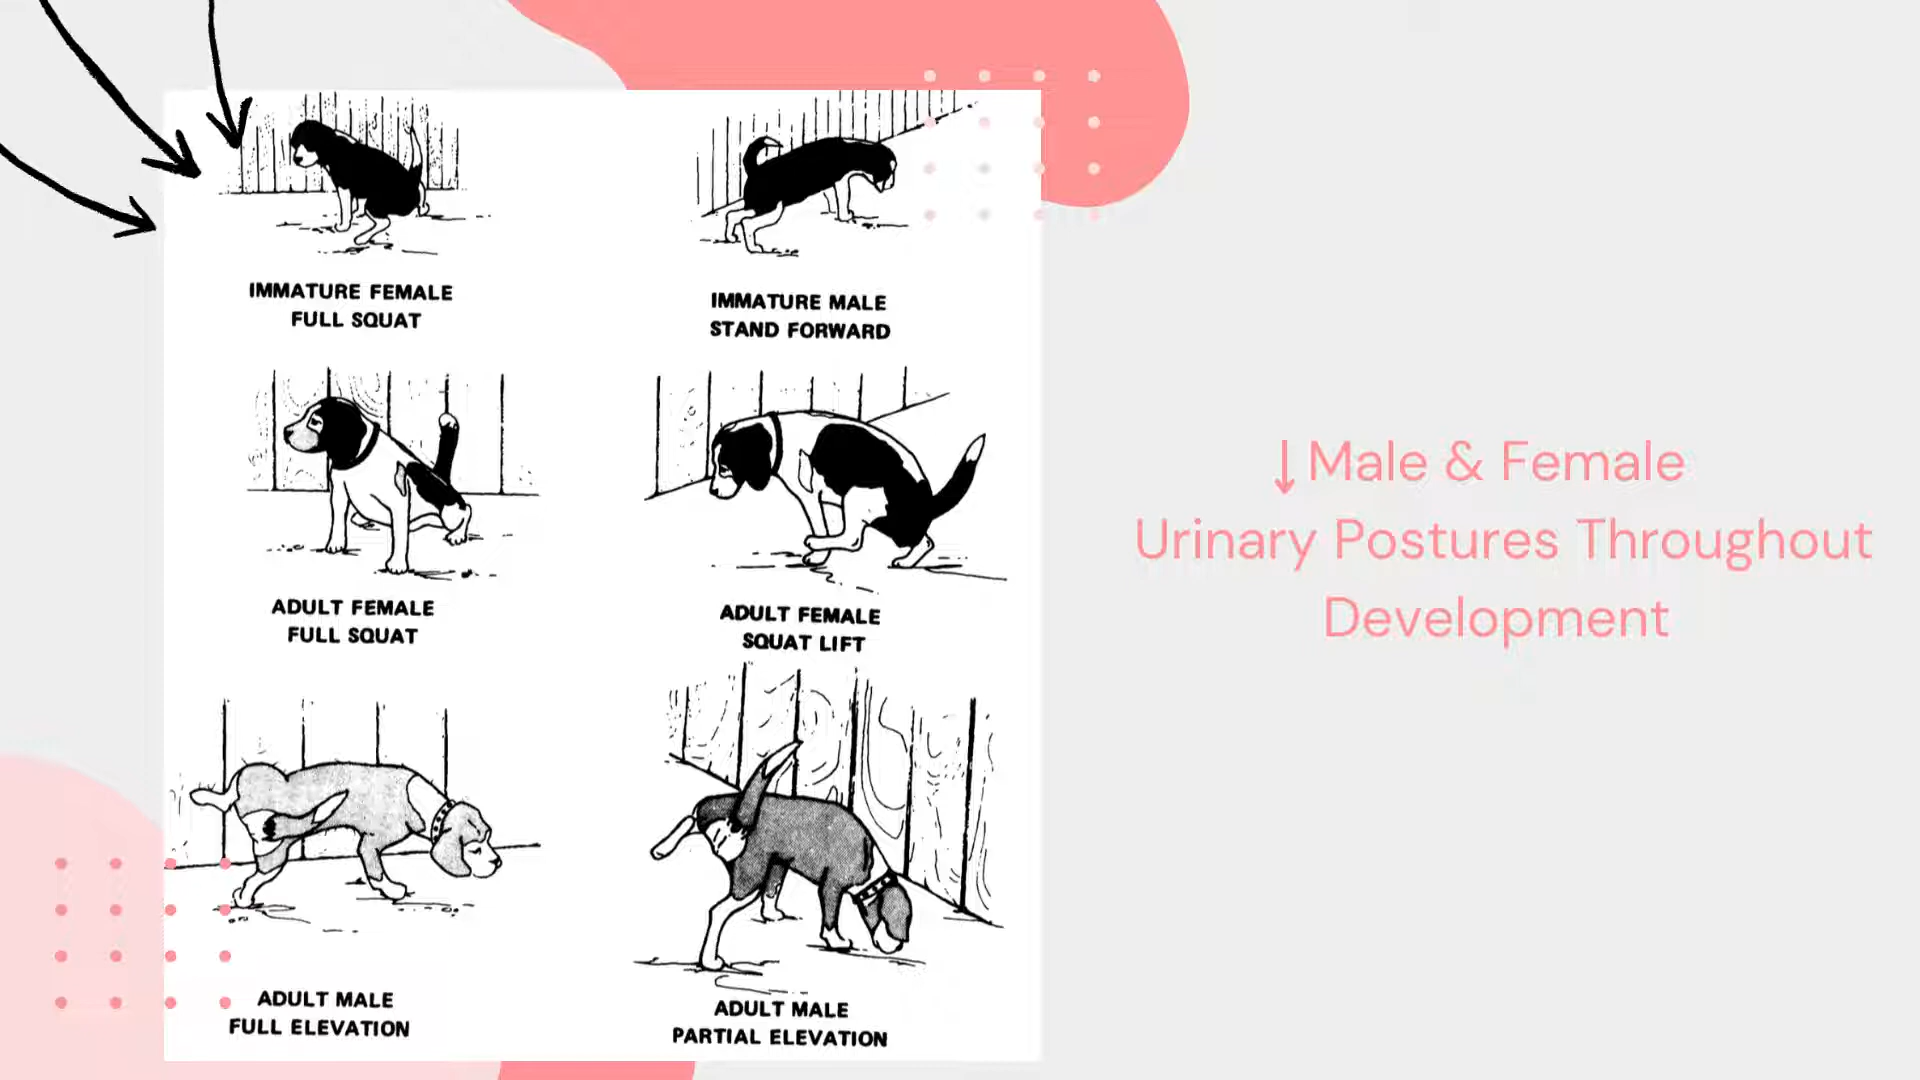 IMMATURE FEMALE
FULL SQUAT
IMMATURE MALE
STAND FORWARD
ADULT FEMALE
FULL SQUAT
ADULT FEMALE
SQUAT LIFT
ADULT MALE
FULL ELEVATION
ADULT MALE
PARTIAL ELEVATION
↓Male & Female
Urinary Postures Throughout
Development